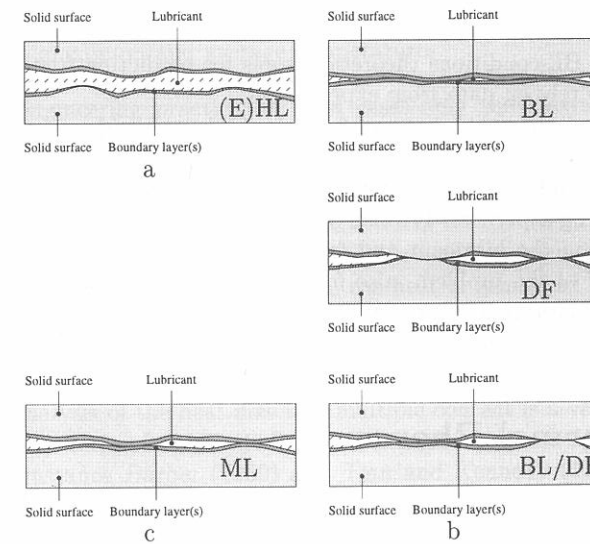 Solid surface
Lubricant
(E)HL
Solid surface
Boundary layer(s)
a
Solid surface
Lubricant
BL
Solid surface
Boundary layer(s)
Solid surface
Lubricant
DF
Solid surface
Boundary layer(s)
Solid surface
Lubricant
ML
Solid surface
Boundary layer(s)
c
Solid surface
Lubricant
Solid surface
Boundary layer(s)
b